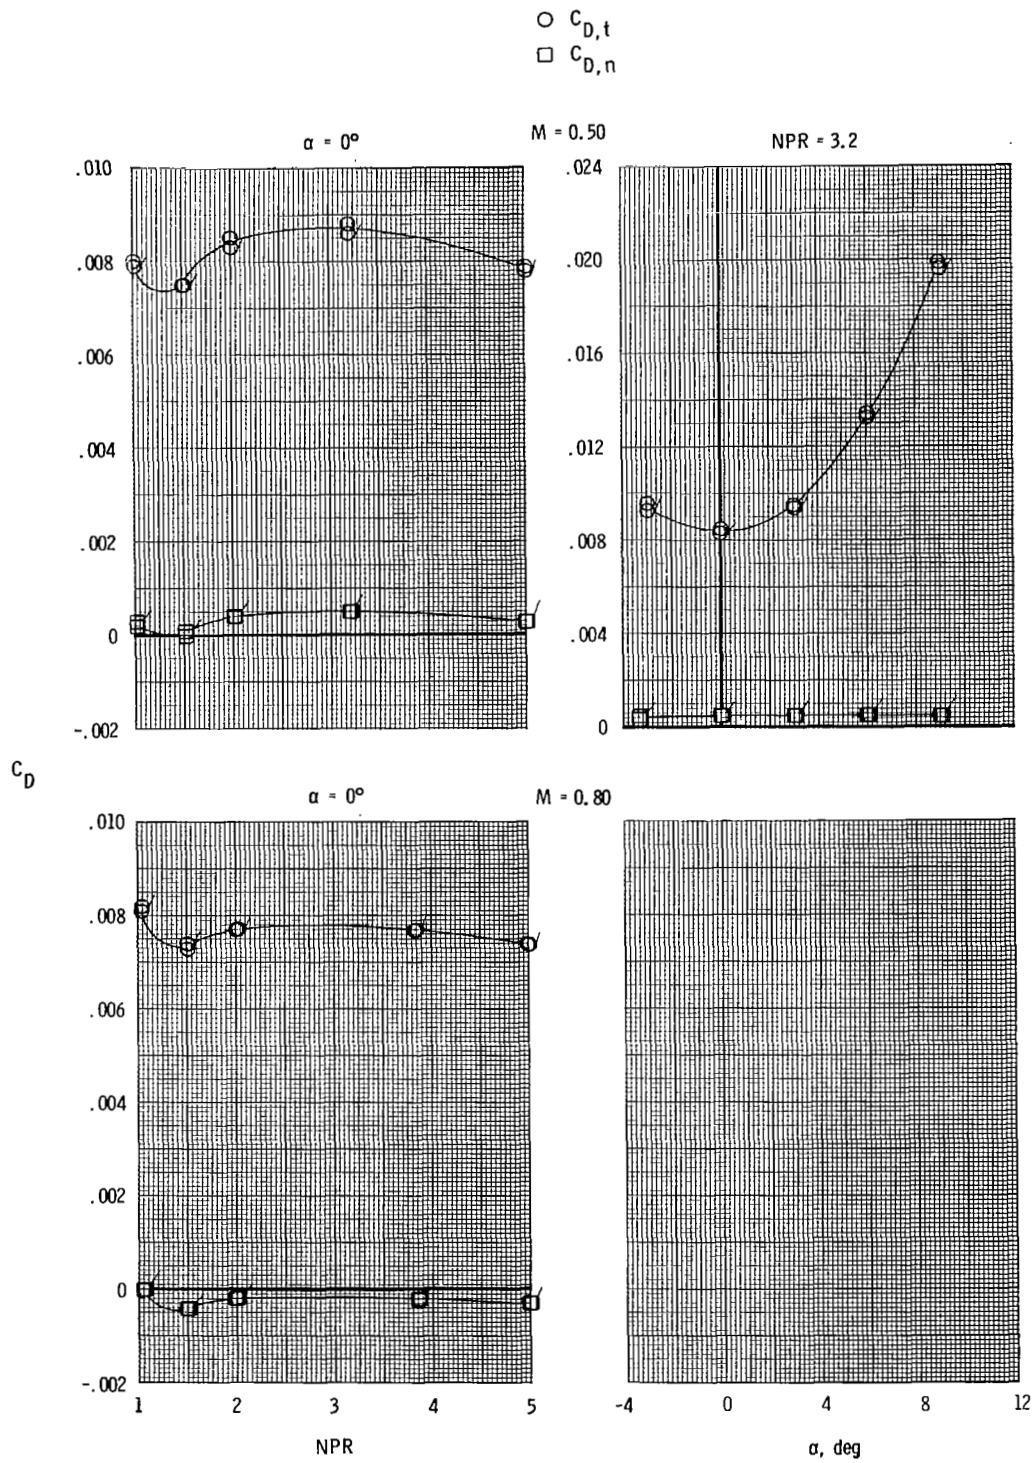 C_D,t
C_D,n
M = 0.50
α = 0°
NPR = 3.2
.010
.008
.006
.004
.002
0
-.002
.024
.020
.016
.012
.008
.004
0
C_D
α = 0°
M = 0.80
.010
.008
.006
.004
.002
0
-.002
1 2 3 4 5
NPR
-4 0 4 8 12
α, deg